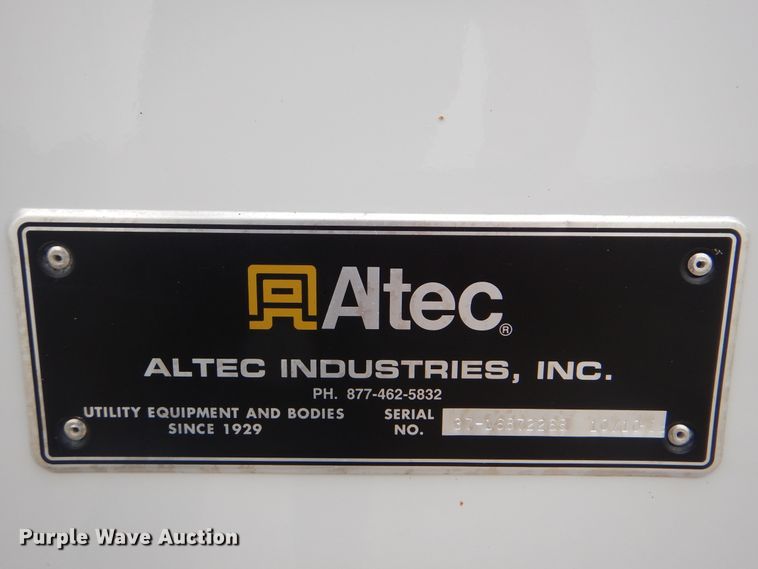 Altec®
ALTEC INDUSTRIES, INC.
PH. 877-462-5832
UTILITY EQUIPMENT AND BODIES
SINCE 1929
SERIAL
NO.
Purple Wave Auction